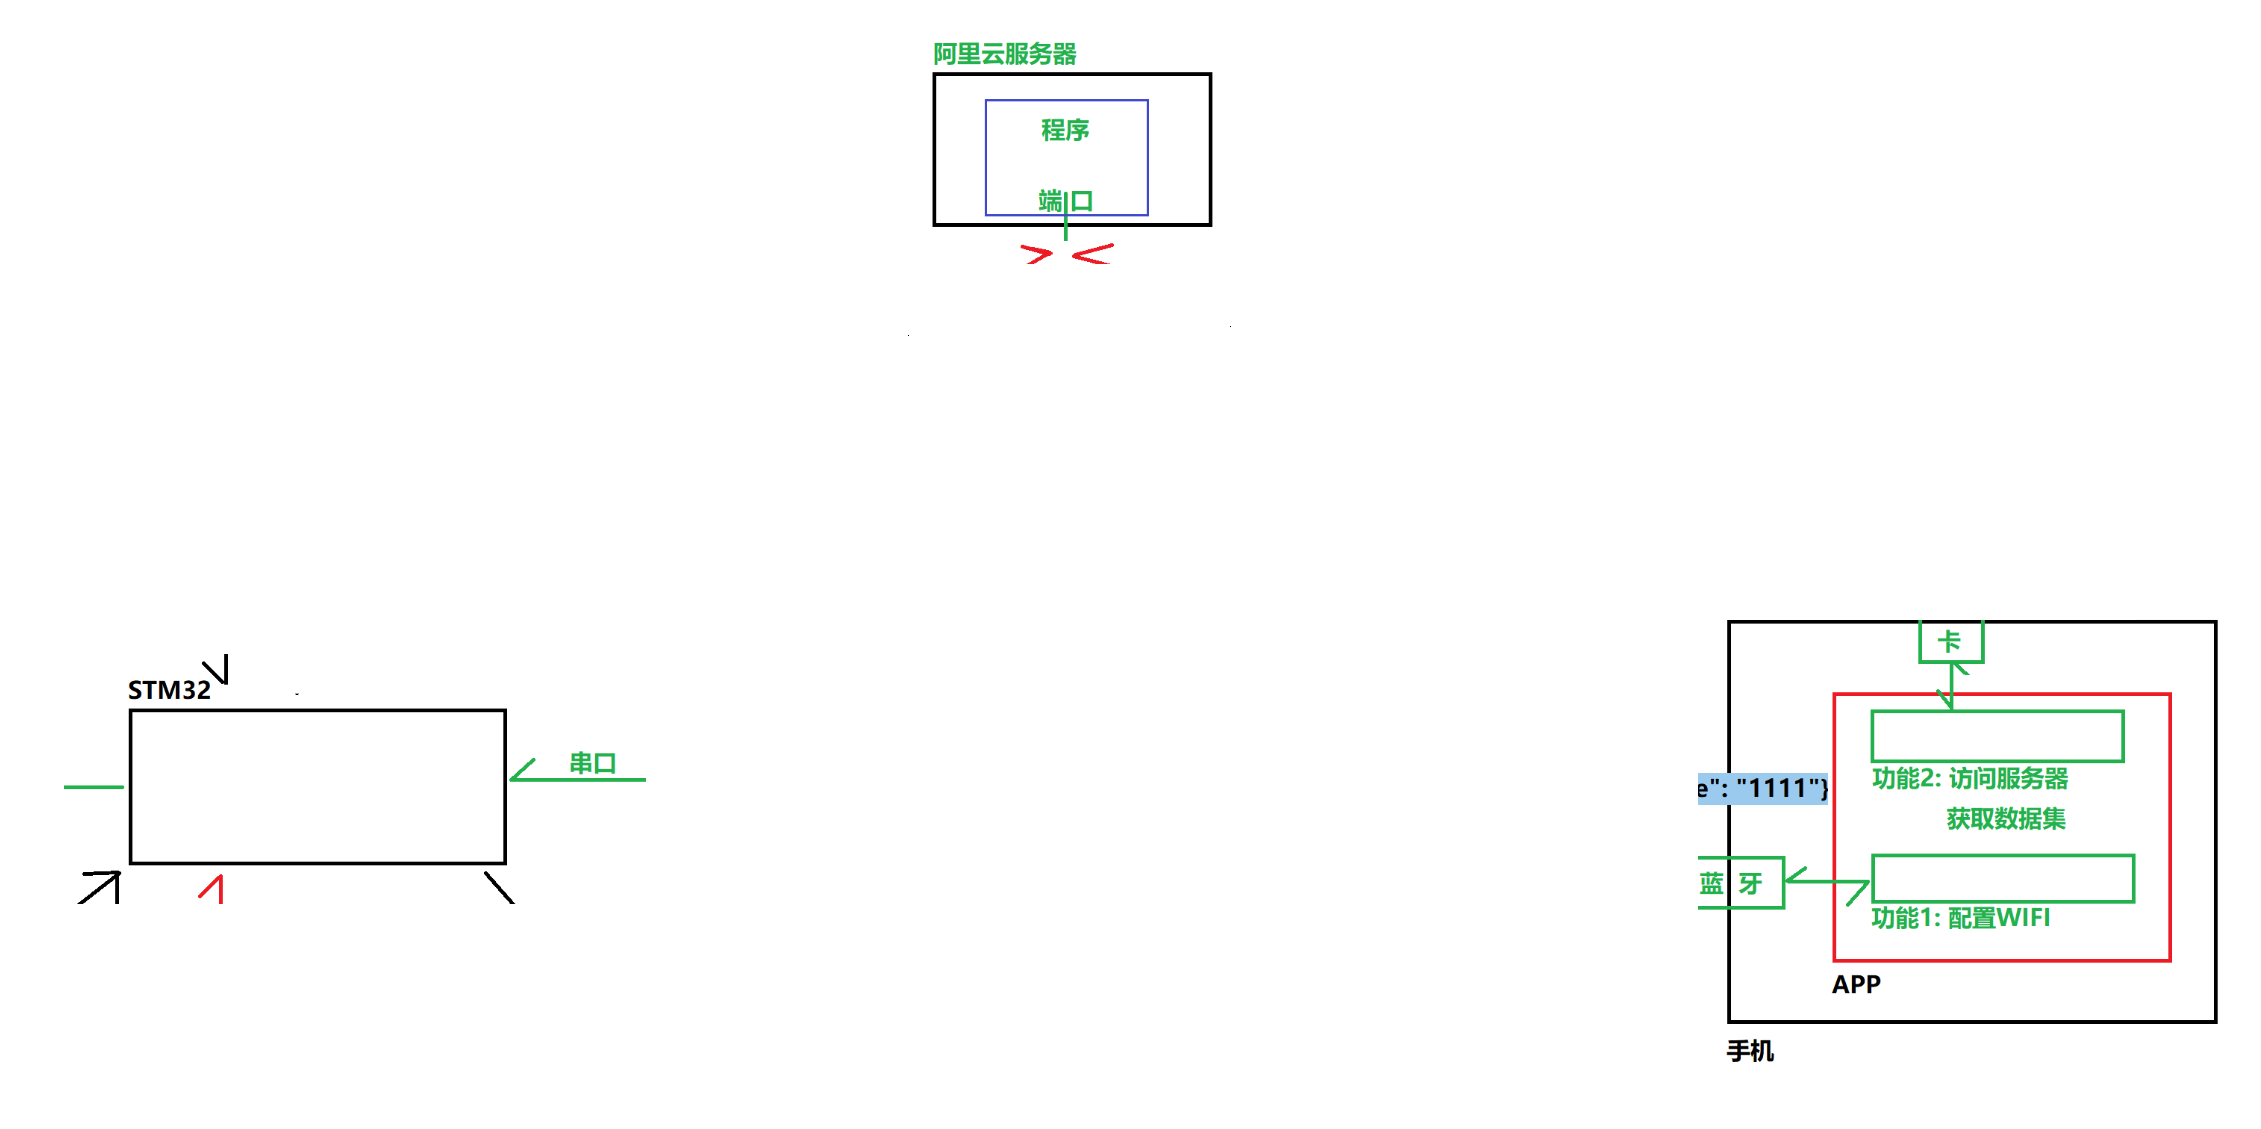 阿里云服务器
程序
端口
卡
STM32
串口
功能2: 访问服务器
e": "1111"}
获取数据集
蓝 牙
功能1: 配置WIFI
APP
手机